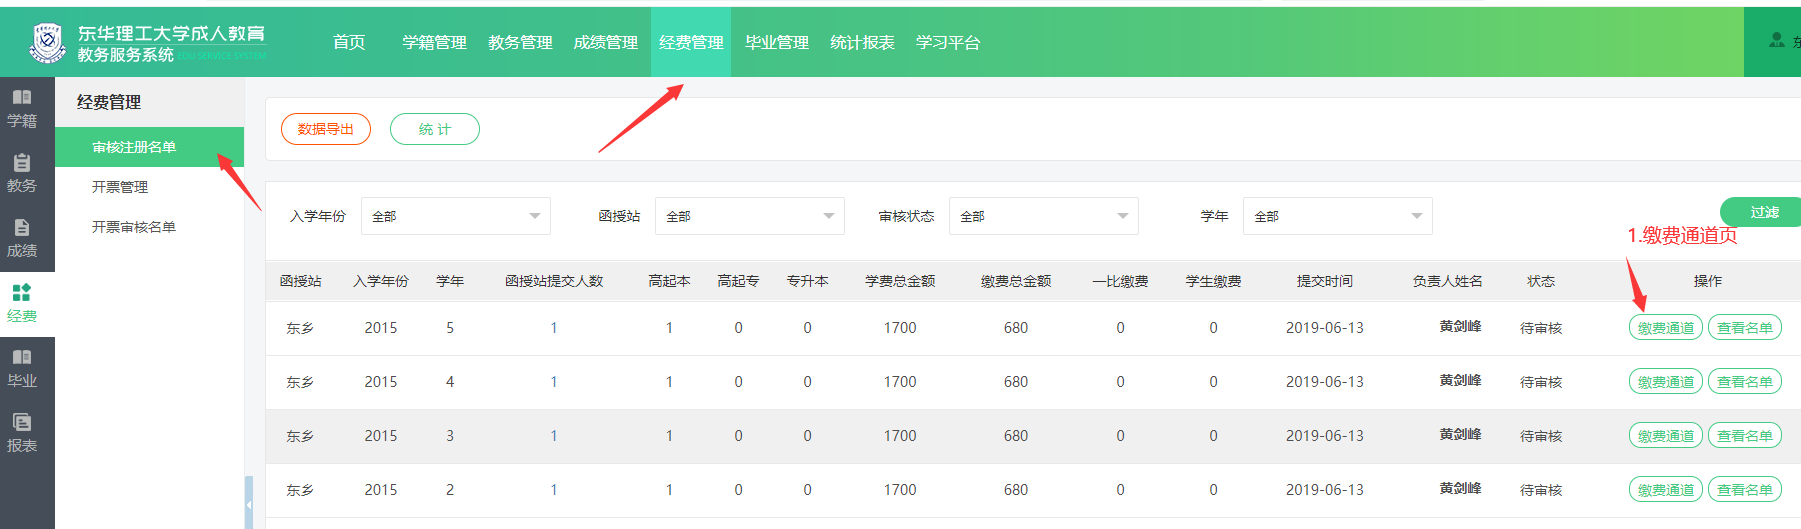 东华理工大学成人教育
教务服务系统 EDU SERVICE SYSTEM
首页 学籍管理 教务管理 成绩管理 经费管理 毕业管理 统计报表 学习平台 东
学籍
教务
成绩
经费
毕业
报表
经费管理
审核注册名单
开票管理
开票审核名单
数据导出 统 计
入学年份 全部 函授站 全部 审核状态 全部 学年 全部 过滤
1.缴费通道页
函授站 入学年份 学年 函授站提交人数 高起本 高起专 专升本 学费总金额 缴费总金额 一比缴费 学生缴费 提交时间 负责人姓名 状态 操作
东乡 2015 5 1 1 0 0 1700 680 0 0 2019-06-13 黄剑峰 待审核 缴费通道 查看名单
东乡 2015 4 1 1 0 0 1700 680 0 0 2019-06-13 黄剑峰 待审核 缴费通道 查看名单
东乡 2015 3 1 1 0 0 1700 680 0 0 2019-06-13 黄剑峰 待审核 缴费通道 查看名单
东乡 2015 2 1 1 0 0 1700 680 0 0 2019-06-13 黄剑峰 待审核 缴费通道 查看名单